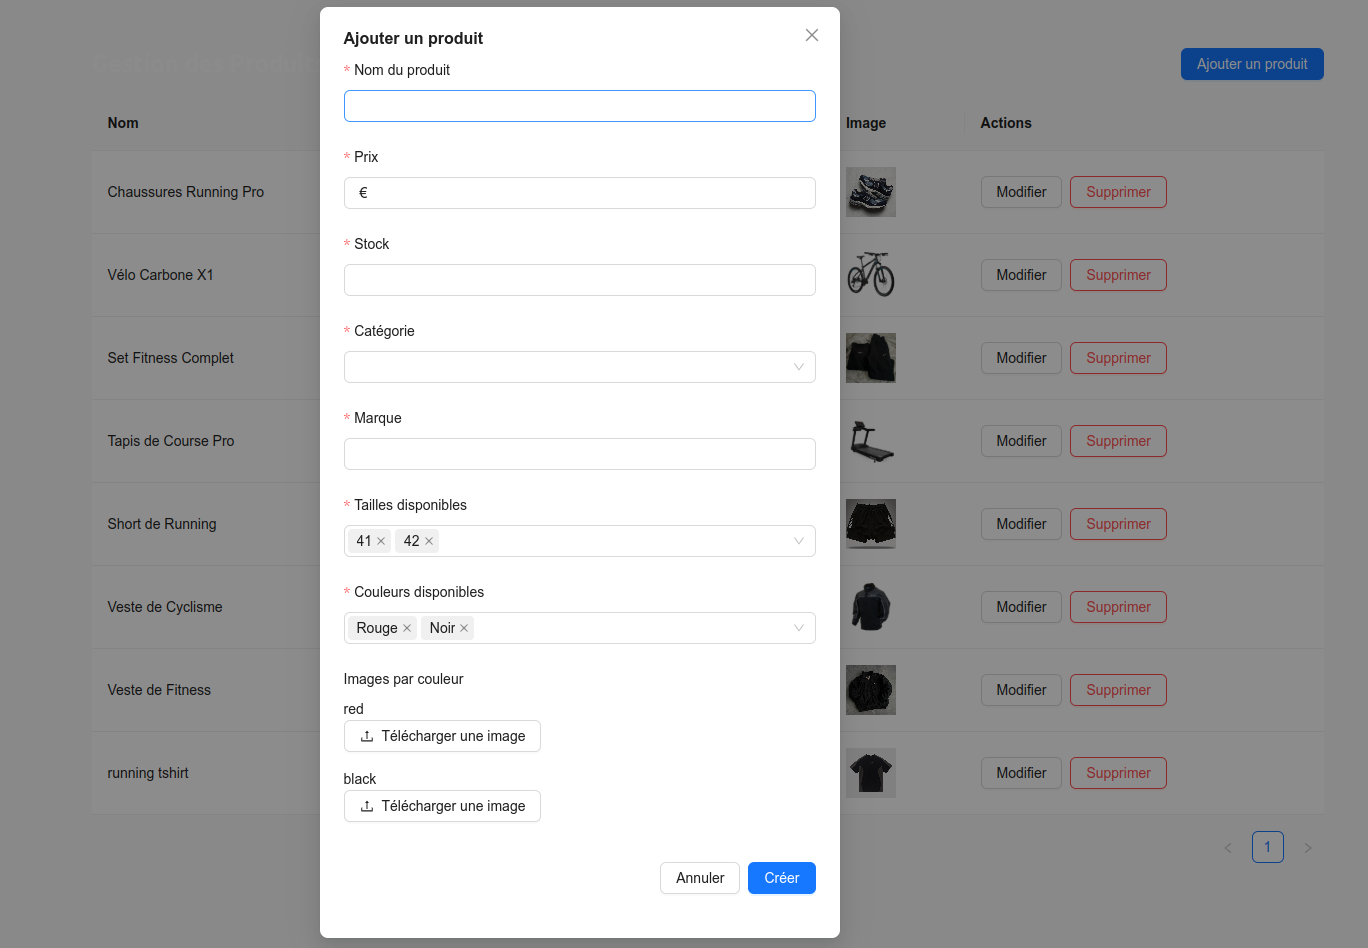 Ajouter un produit
* Nom du produit
* Prix
€
* Stock
* Catégorie
* Marque
* Tailles disponibles
41 42
* Couleurs disponibles
Rouge Noir
Images par couleur
red
Télécharger une image
black
Télécharger une image
Annuler Créer
Gestion des Produits
Ajouter un produit
Nom Image Actions
Chaussures Running Pro Modifier Supprimer
Vélo Carbone X1 Modifier Supprimer
Set Fitness Complet Modifier Supprimer
Tapis de Course Pro Modifier Supprimer
Short de Running Modifier Supprimer
Veste de Cyclisme Modifier Supprimer
Veste de Fitness Modifier Supprimer
running tshirt Modifier Supprimer
1